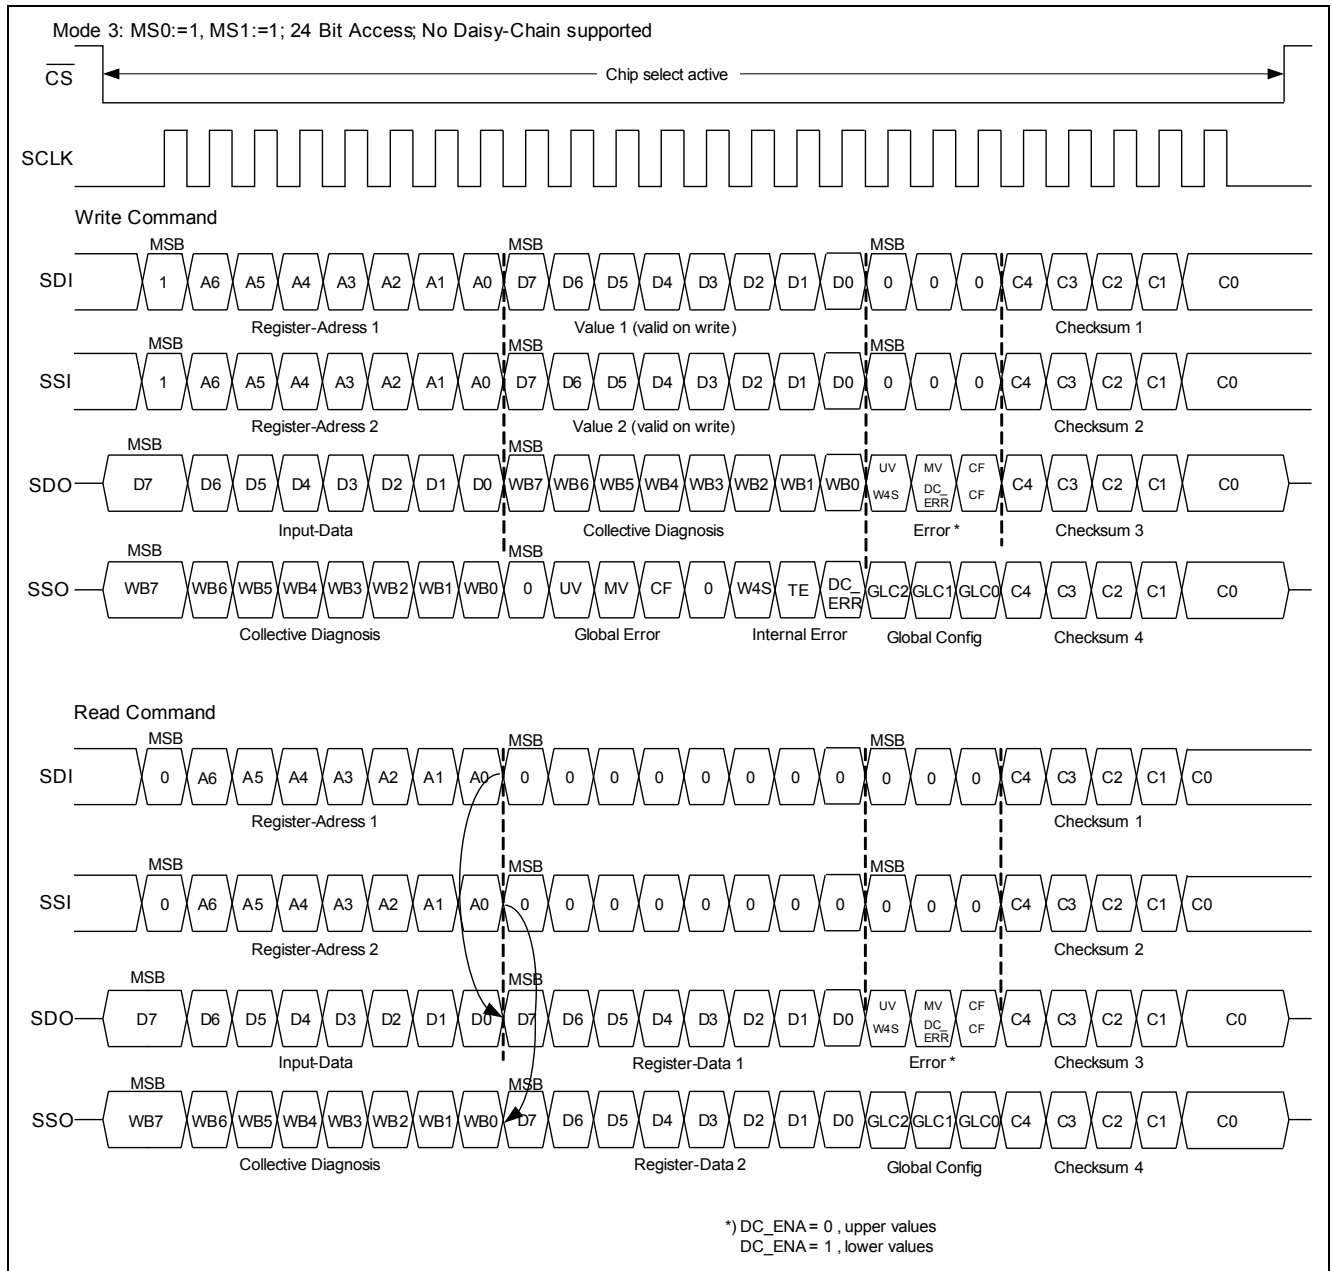 Mode 3: MS0:=1, MS1:=1; 24 Bit Access; No Daisy-Chain supported
CS
Chip select active
SCLK
Write Command
MSB MSB MSB
SDI 1 A6 A5 A4 A3 A2 A1 A0 D7 D6 D5 D4 D3 D2 D1 D0 0 0 0 C4 C3 C2 C1 C0
Register-Adress 1 Value 1 (valid on write) Checksum 1
MSB MSB MSB
SSI 1 A6 A5 A4 A3 A2 A1 A0 D7 D6 D5 D4 D3 D2 D1 D0 0 0 0 C4 C3 C2 C1 C0
Register-Adress 2 Value 2 (valid on write) Checksum 2
MSB MSB
UV MV CF
SDO D7 D6 D5 D4 D3 D2 D1 D0 WB7 WB6 WB5 WB4 WB3 WB2 WB1 WB0 C4 C3 C2 C1 C0
W4S DC_ERR CF
Input-Data Collective Diagnosis Error * Checksum 3
MSB MSB
SSO WB7 WB6 WB5 WB4 WB3 WB2 WB1 WB0 0 UV MV CF 0 W4S TE DC_ERR GLC2 GLC1 GLC0 C4 C3 C2 C1 C0
Collective Diagnosis Global Error Internal Error Global Config Checksum 4
Read Command
MSB MSB MSB
SDI 0 A6 A5 A4 A3 A2 A1 A0 0 0 0 0 0 0 0 0 0 0 0 C4 C3 C2 C1 C0
Register-Adress 1 Checksum 1
MSB MSB MSB
SSI 0 A6 A5 A4 A3 A2 A1 A0 0 0 0 0 0 0 0 0 0 0 0 C4 C3 C2 C1 C0
Register-Adress 2 Checksum 2
MSB MSB
UV MV CF
SDO D7 D6 D5 D4 D3 D2 D1 D0 D7 D6 D5 D4 D3 D2 D1 D0 C4 C3 C2 C1 C0
W4S DC_ERR CF
Input-Data Register-Data 1 Error * Checksum 3
MSB MSB
SSO WB7 WB6 WB5 WB4 WB3 WB2 WB1 WB0 D7 D6 D5 D4 D3 D2 D1 D0 GLC2 GLC1 GLC0 C4 C3 C2 C1 C0
Collective Diagnosis Register-Data 2 Global Config Checksum 4
*) DC_ENA = 0 , upper values
DC_ENA = 1 , lower values